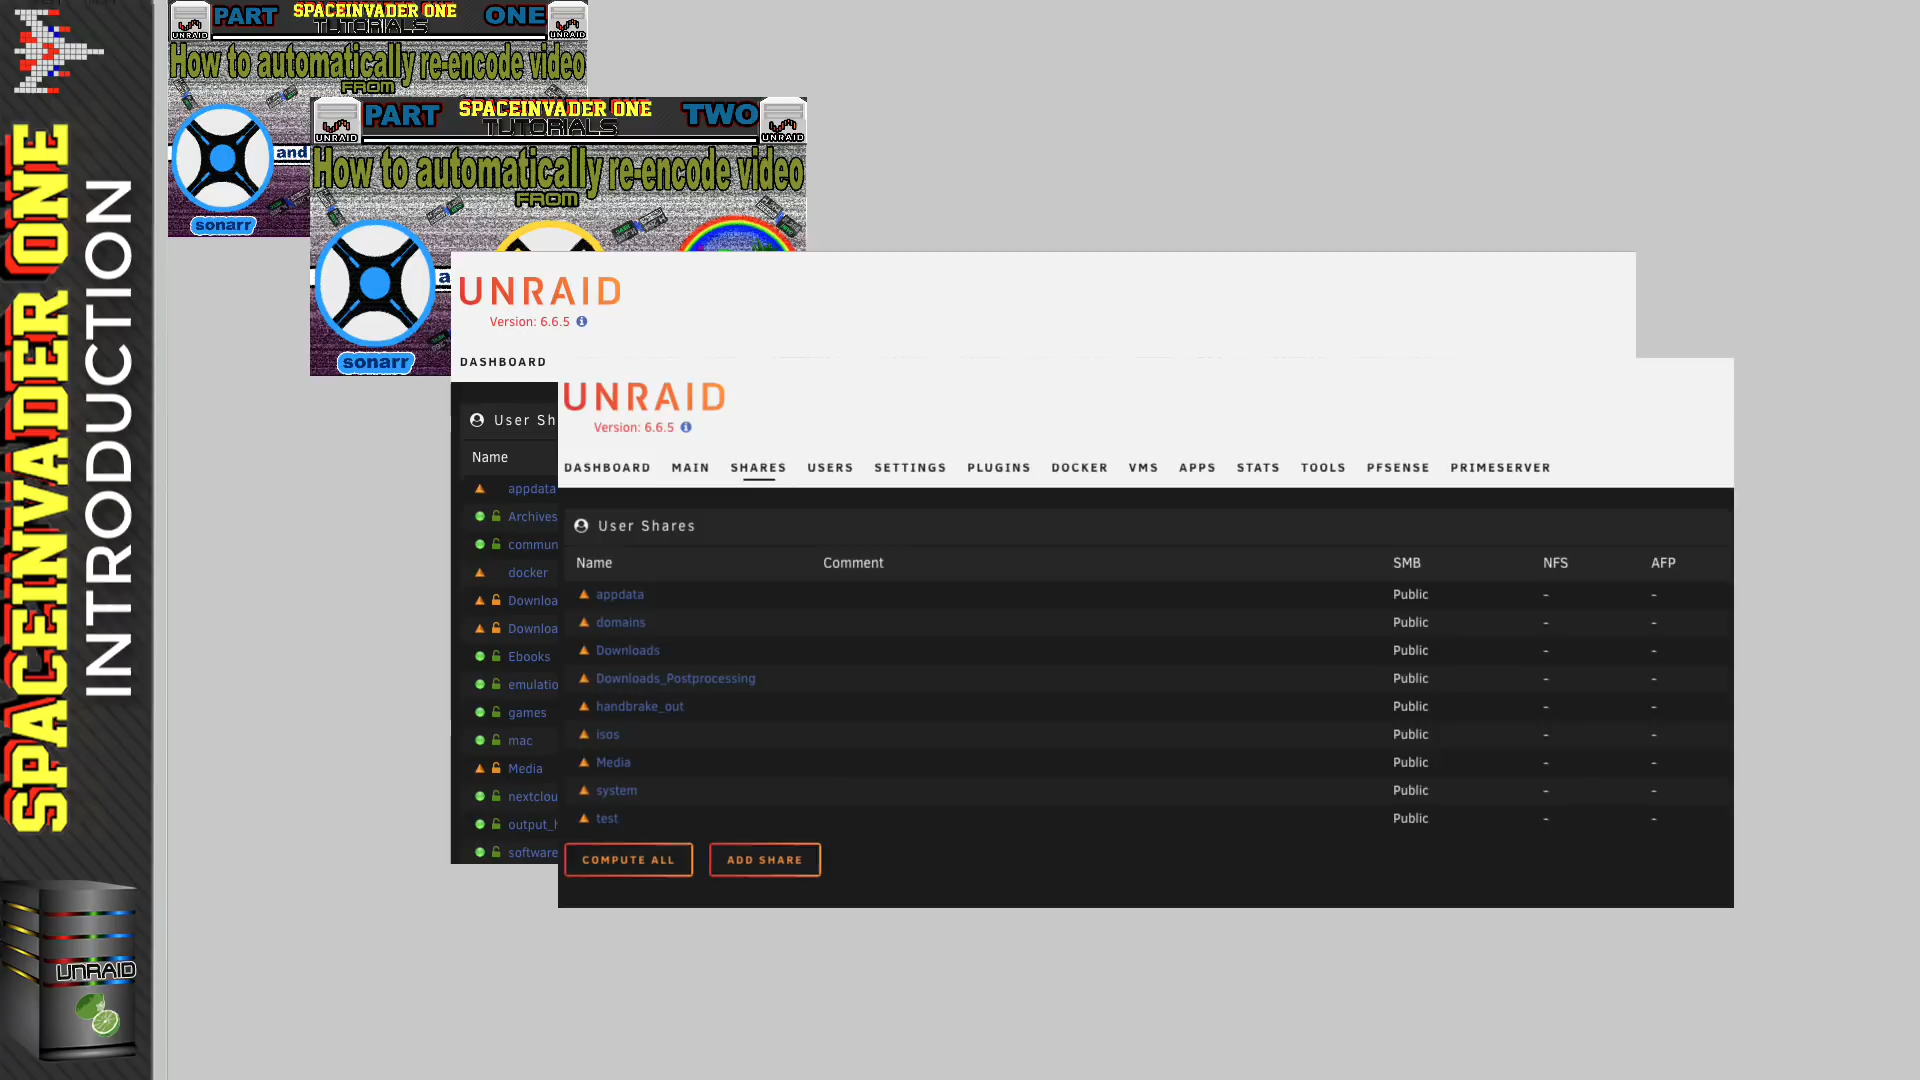 SPACEINVADER ONE
INTRODUCTION
UNRAID
PART
SPACEINVADER ONE
TUTORIALS
ONE
UNRAID
UNRAID
How to automatically re-encode video
FROM
and
sonarr
PART
SPACEINVADER ONE
TUTORIALS
TWO
UNRAID
UNRAID
How to automatically re-encode video
FROM
a
sonarr
UNRAID
Version: 6.6.5
DASHBOARD
User Sh
Name
appdata
Archives
commun
docker
Downloa
Downloa
Ebooks
emulatio
games
mac
Media
nextclou
output_h
software
UNRAID
Version: 6.6.5
DASHBOARD MAIN SHARES USERS SETTINGS PLUGINS DOCKER VMS APPS STATS TOOLS PFSENSE PRIMESERVER
User Shares
Name Comment SMB NFS AFP
appdata Public - -
domains Public - -
Downloads Public - -
Downloads_Postprocessing Public - -
handbrake_out Public - -
isos Public - -
Media Public - -
system Public - -
test Public - -
COMPUTE ALL ADD SHARE